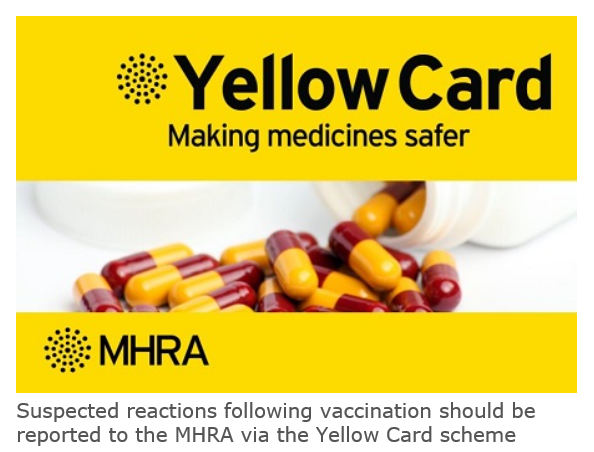 Yellow Card
Making medicines safer
MHRA
Suspected reactions following vaccination should be
reported to the MHRA via the Yellow Card scheme